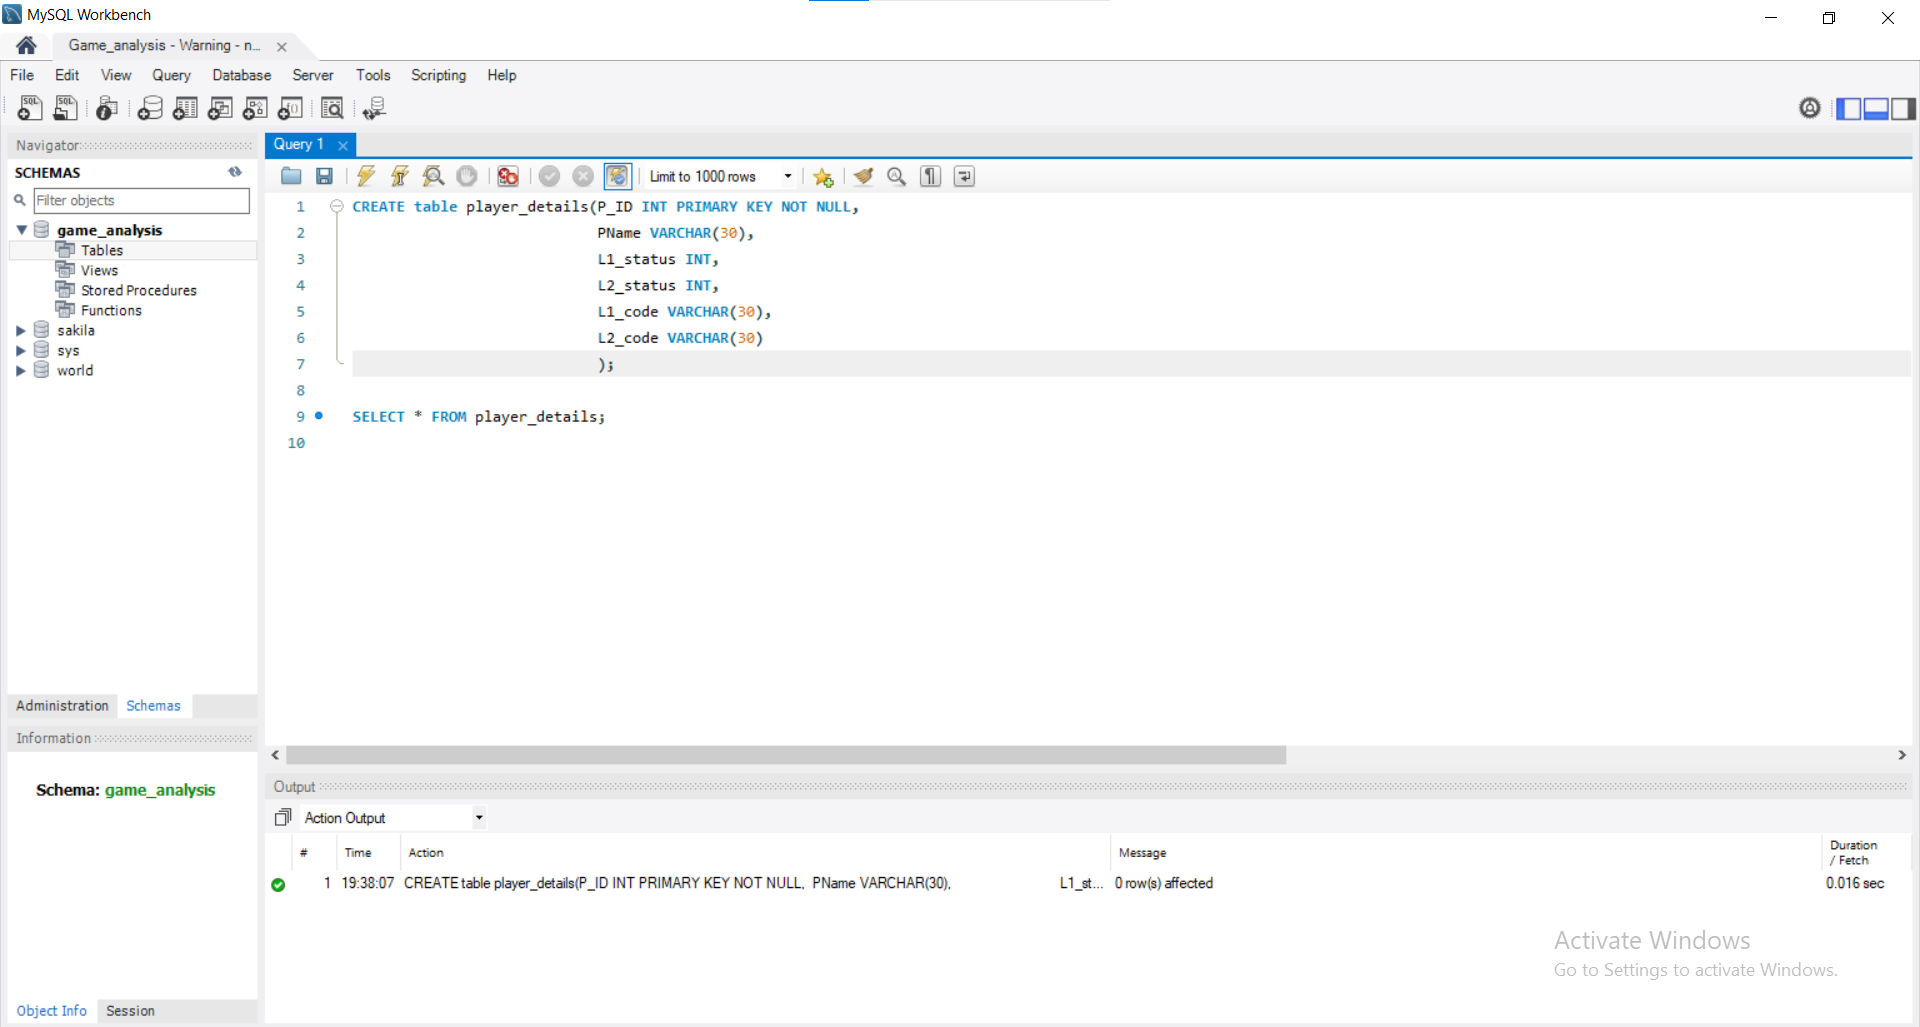 MySQL Workbench
Game_analysis - Warning - n...
File Edit View Query Database Server Tools Scripting Help
Navigator
Query 1
SCHEMAS
Limit to 1000 rows
Filter objects
game_analysis
Tables
Views
Stored Procedures
Functions
sakila
sys
world
1 CREATE table player_details(P_ID INT PRIMARY KEY NOT NULL,
2 PName VARCHAR(30),
3 L1_status INT,
4 L2_status INT,
5 L1_code VARCHAR(30),
6 L2_code VARCHAR(30)
7 );
8
9 SELECT * FROM player_details;
10
Administration Schemas
Information
Schema: game_analysis
Object Info Session
Output
Action Output
# Time Action Message Duration / Fetch
1 19:38:07 CREATE table player_details(P_ID INT PRIMARY KEY NOT NULL, PName VARCHAR(30), L1_st... 0 row(s) affected 0.016 sec
Activate Windows
Go to Settings to activate Windows.